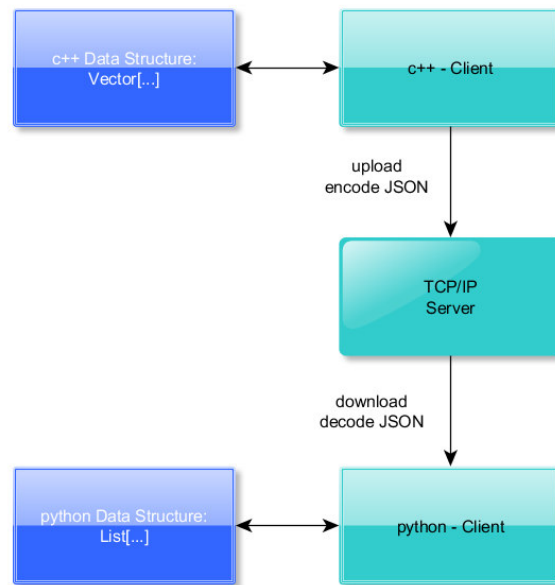 c++ Data Structure:
Vector[...]
c++ - Client
upload
encode JSON
TCP/IP
Server
download
decode JSON
python Data Structure:
List[...]
python - Client